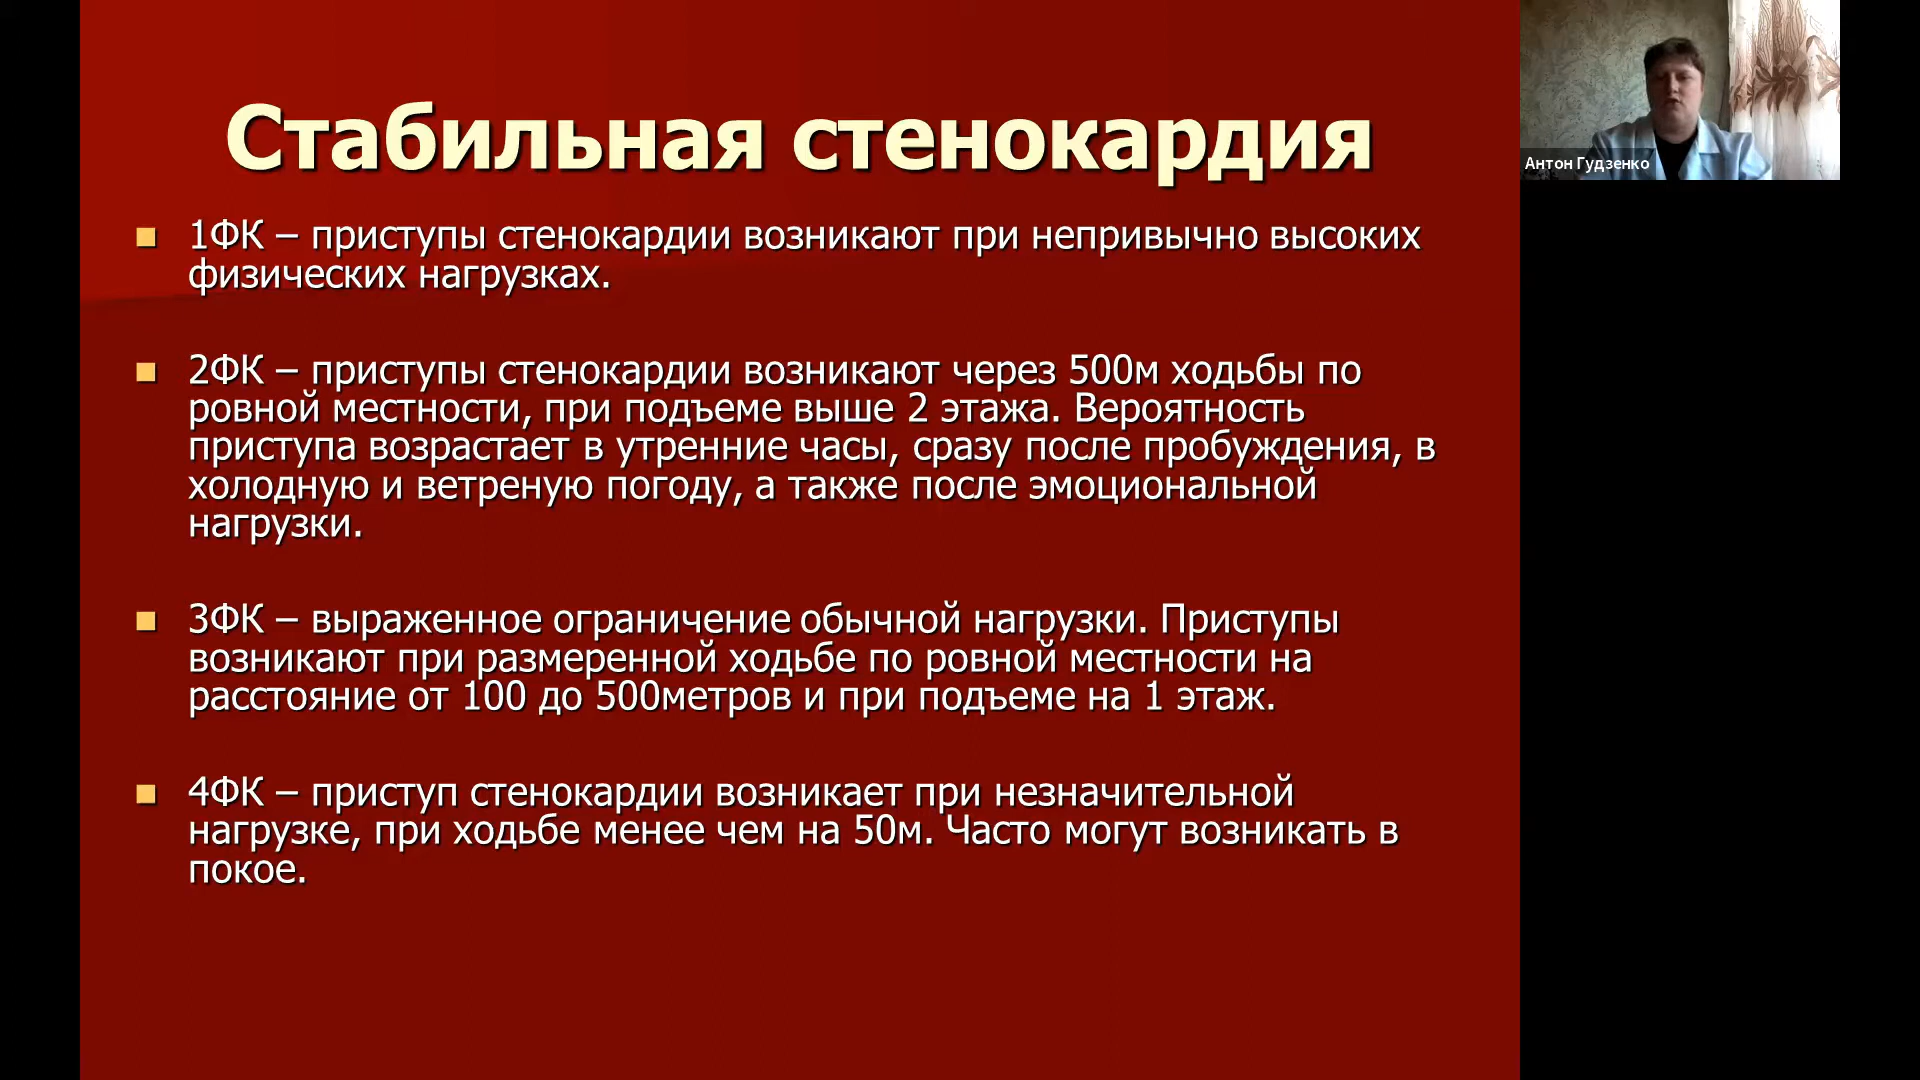 Стабильная стенокардия
1ФК – приступы стенокардии возникают при непривычно высоких
физических нагрузках.
2ФК – приступы стенокардии возникают через 500м ходьбы по
ровной местности, при подъеме выше 2 этажа. Вероятность
приступа возрастает в утренние часы, сразу после пробуждения, в
холодную и ветреную погоду, а также после эмоциональной
нагрузки.
3ФК – выраженное ограничение обычной нагрузки. Приступы
возникают при размеренной ходьбе по ровной местности на
расстояние от 100 до 500метров и при подъеме на 1 этаж.
4ФК – приступ стенокардии возникает при незначительной
нагрузке, при ходьбе менее чем на 50м. Часто могут возникать в
покое.
Антон Гудзенко